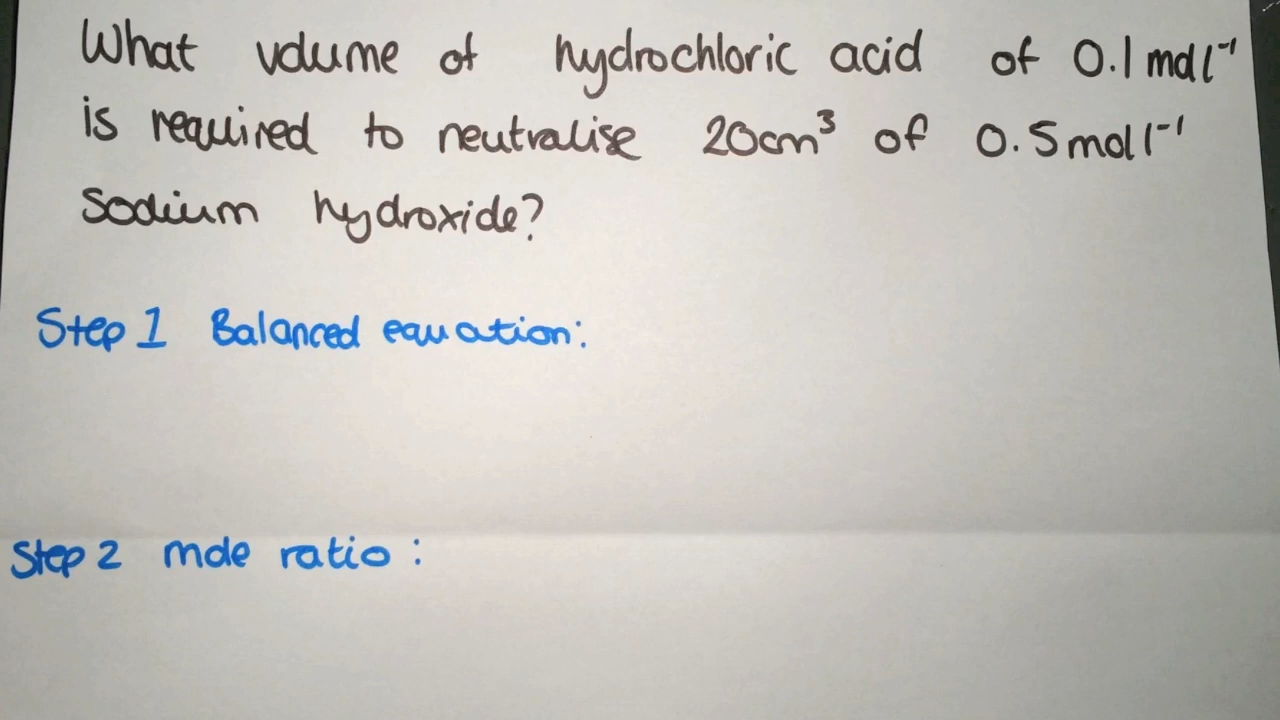 What volume of hydrochloric acid of 0.1 mol l⁻¹
is required to neutralise 20cm³ of 0.5 mol l⁻¹
sodium hydroxide?
Step 1 Balanced equation:
Step 2 mole ratio :